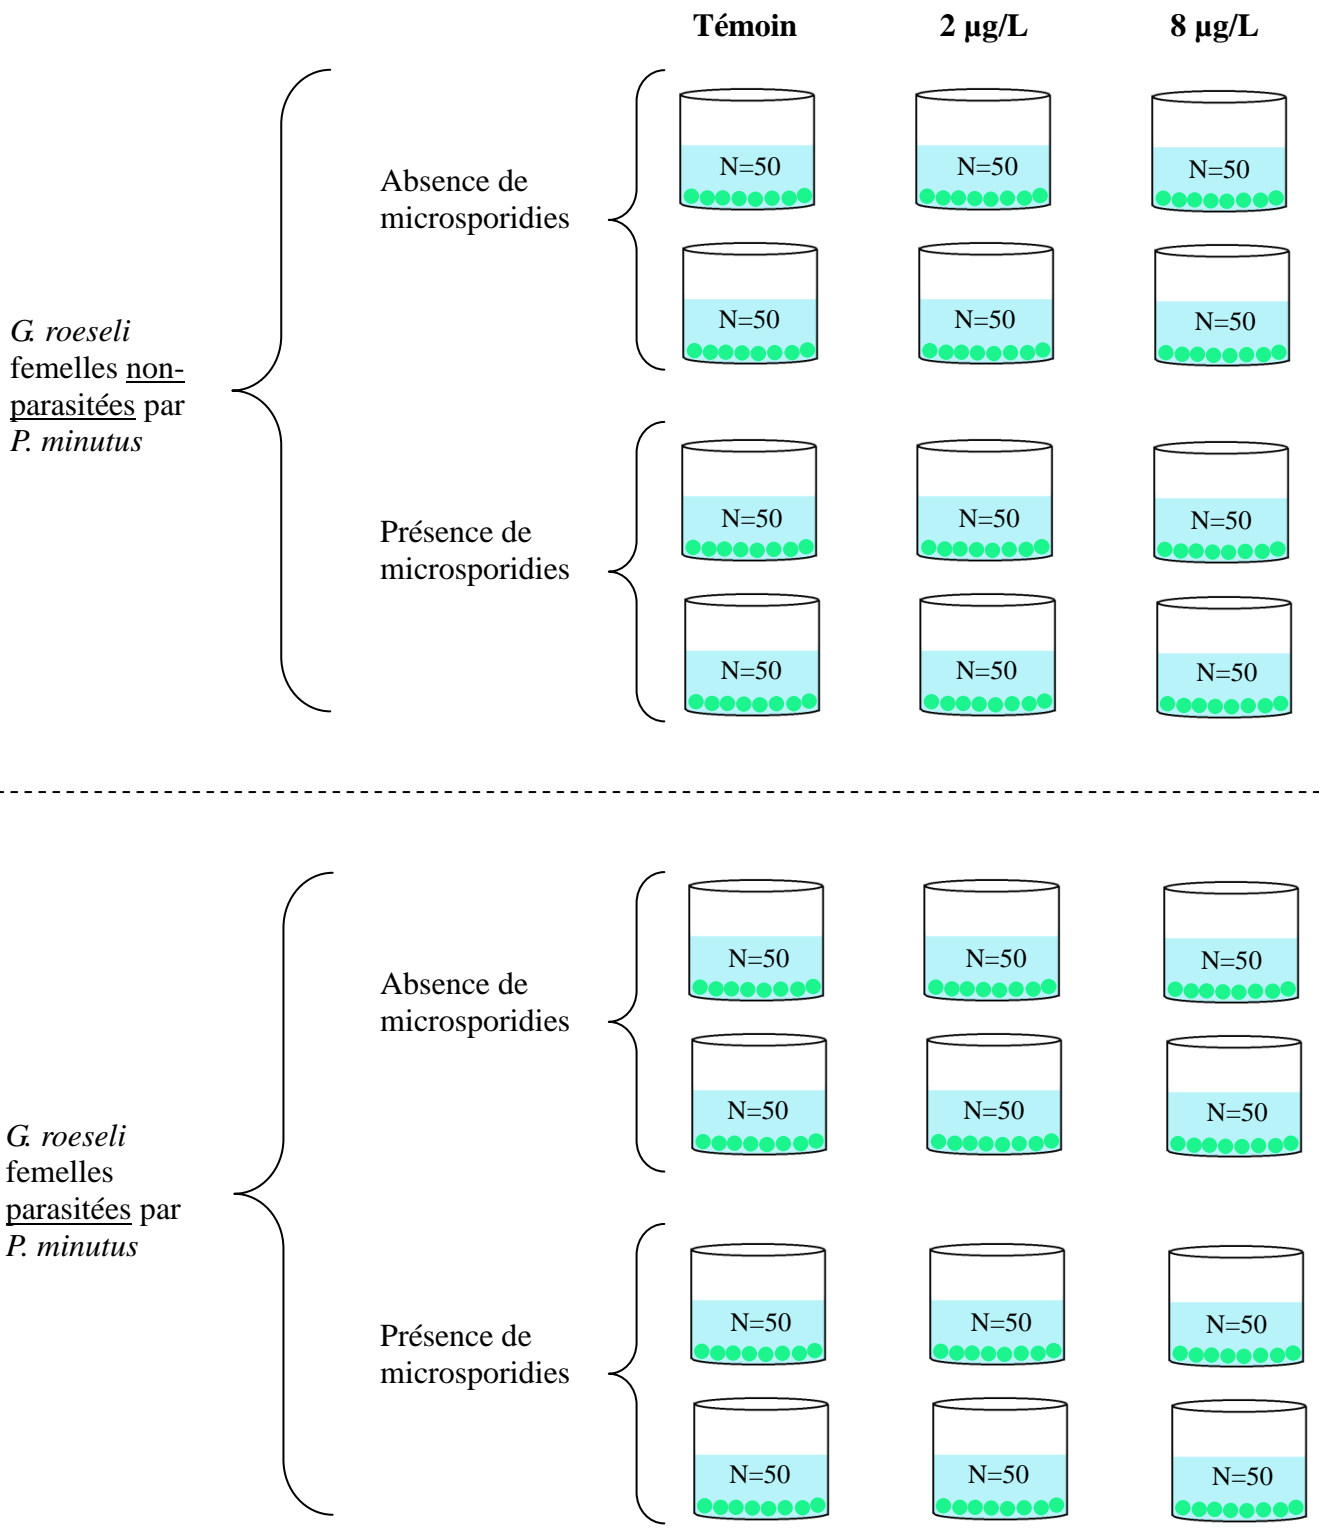 Témoin 2 µg/L 8 µg/L
N=50 N=50 N=50
Absence de
microsporidies
N=50 N=50 N=50
G. roeseli
femelles non-
parasitées par
P. minutus
N=50 N=50 N=50
Présence de
microsporidies
N=50 N=50 N=50
N=50 N=50 N=50
Absence de
microsporidies
N=50 N=50 N=50
G. roeseli
femelles
parasitées par
P. minutus
N=50 N=50 N=50
Présence de
microsporidies
N=50 N=50 N=50